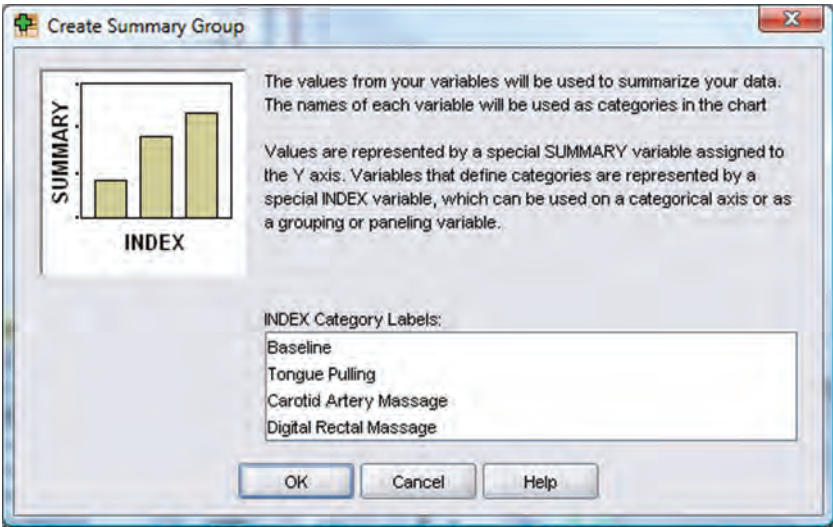 Create Summary Group
SUMMARY
INDEX
The values from your variables will be used to summarize your data.
The names of each variable will be used as categories in the chart
Values are represented by a special SUMMARY variable assigned to
the Y axis. Variables that define categories are represented by a
special INDEX variable, which can be used on a categorical axis or as
a grouping or paneling variable.
INDEX Category Labels:
Baseline
Tongue Pulling
Carotid Artery Massage
Digital Rectal Massage
OK
Cancel
Help